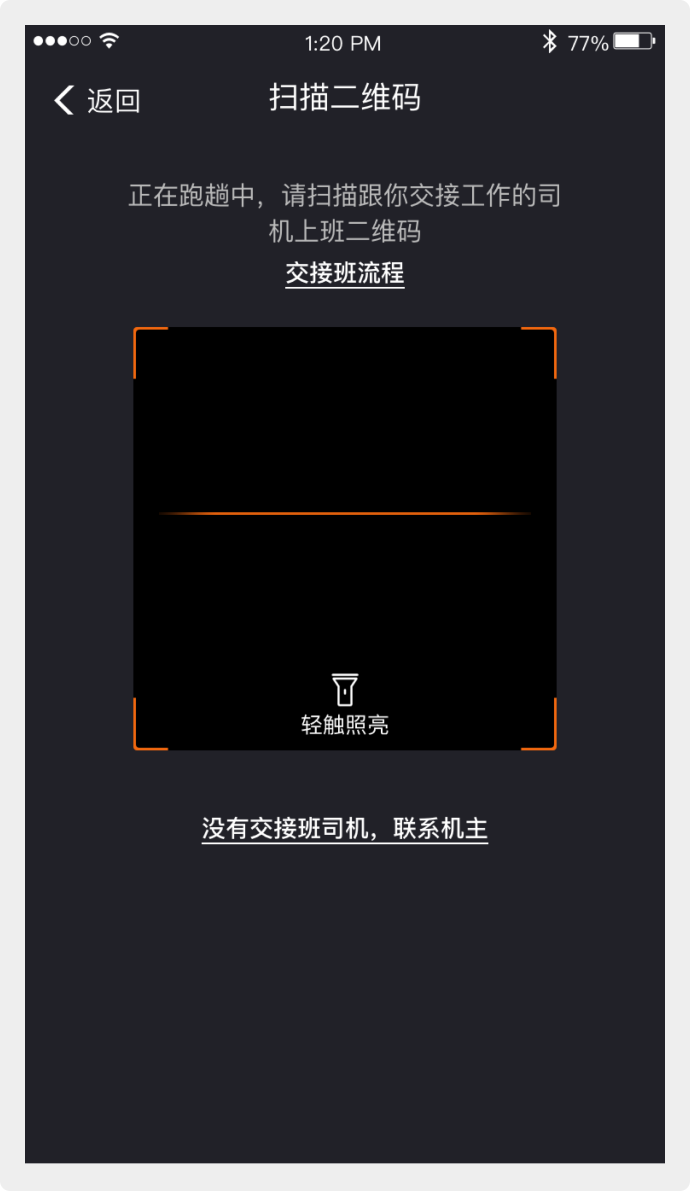 1:20 PM 77%
返回 扫描二维码
正在跑趟中，请扫描跟你交接工作的司
机上班二维码
交接班流程
轻触照亮
没有交接班司机，联系机主